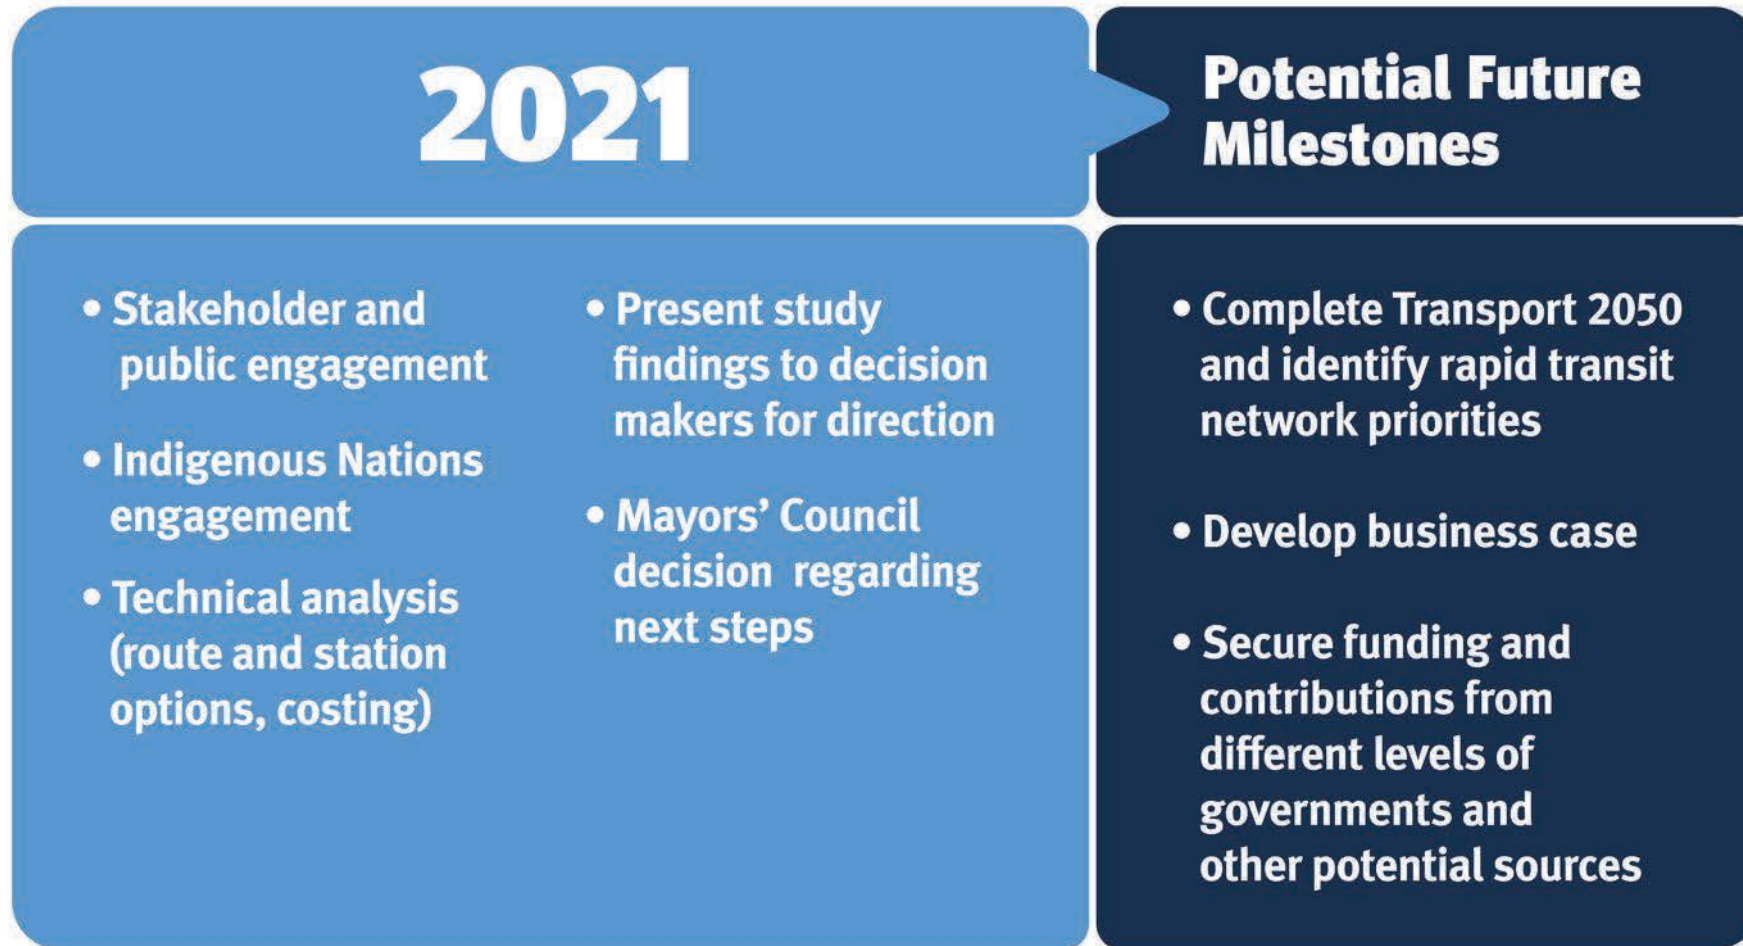 2021
• Stakeholder and
public engagement
• Indigenous Nations
engagement
• Technical analysis
(route and station
options, costing)
• Present study
findings to decision
makers for direction
• Mayors’ Council
decision regarding
next steps
Potential Future
Milestones
• Complete Transport 2050
and identify rapid transit
network priorities
• Develop business case
• Secure funding and
contributions from
different levels of
governments and
other potential sources